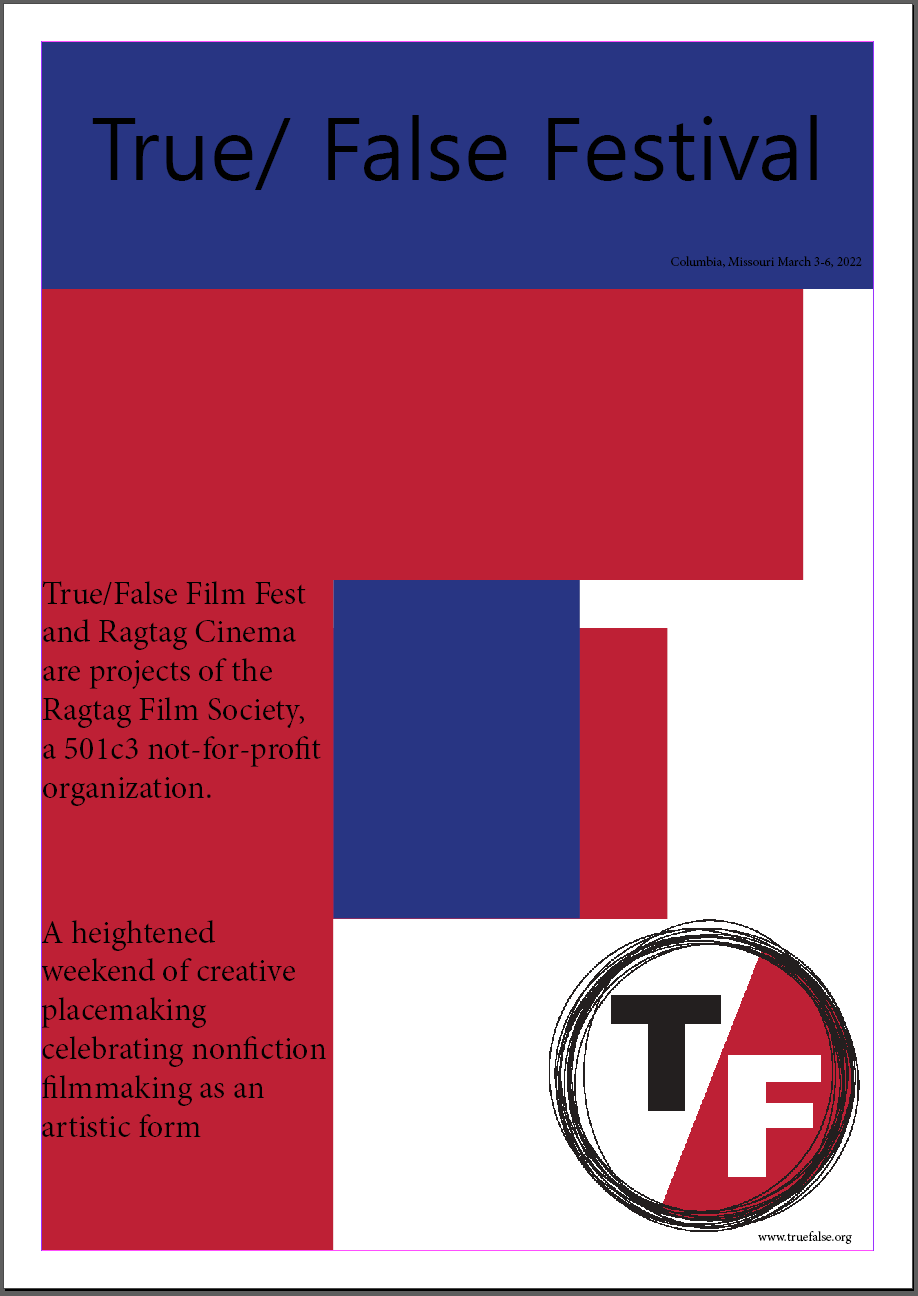 True/ False Festival
Columbia, Missouri March 3-6, 2022
True/False Film Fest
and Ragtag Cinema
are projects of the
Ragtag Film Society,
a 501c3 not-for-profit
organization.
A heightened
weekend of creative
placemaking
celebrating nonfiction
filmmaking as an
artistic form
T/F
www.truefalse.org